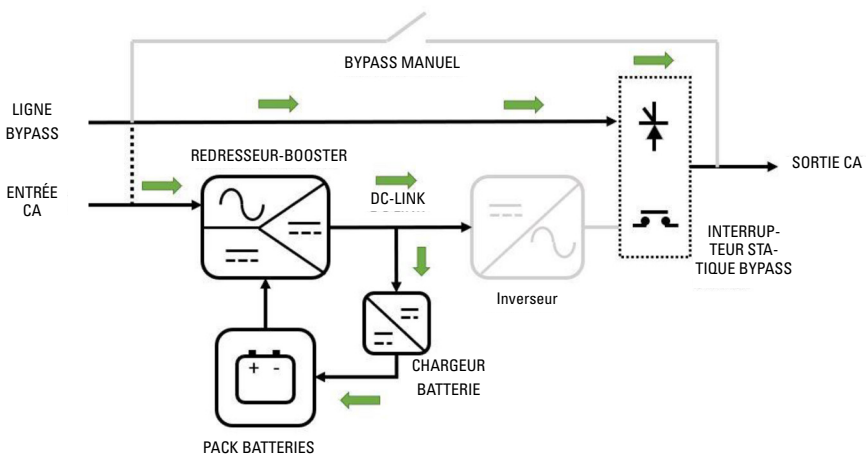 BYPASS MANUEL
LIGNE
BYPASS
REDRESSEUR-BOOSTER
SORTIE CA
ENTRÉE
CA
DC-LINK
INTERRUP-
TEUR STA-
TIQUE BYPASS
Inverseur
+ -
CHARGEUR
BATTERIE
PACK BATTERIES